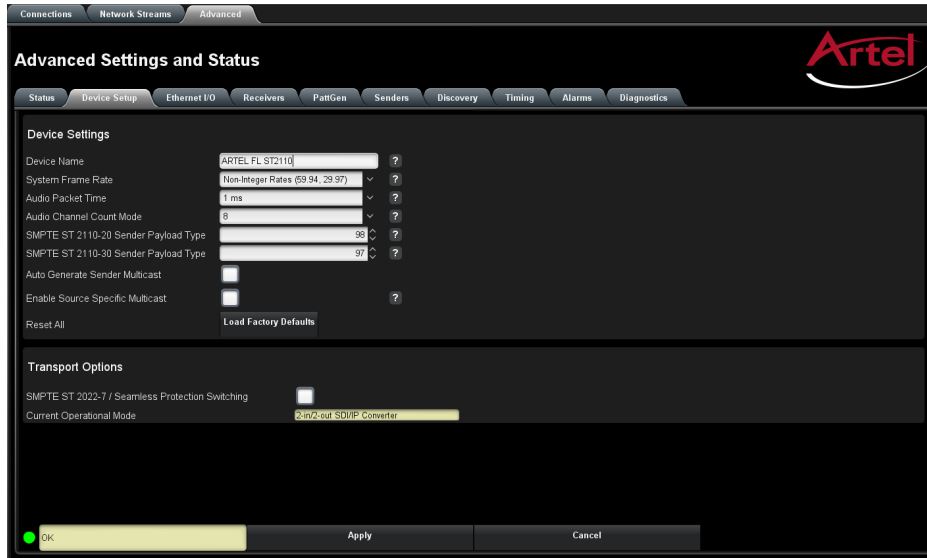 Connections Network Streams Advanced
Advanced Settings and Status
Artel
Status Device Setup Ethernet I/O Receivers PattGen Senders Discovery Timing Alarms Diagnostics
Device Settings
Device Name ARTEL FL ST2110 ?
System Frame Rate Non-Integer Rates (59.94, 29.97) ?
Audio Packet Time 1 ms ?
Audio Channel Count Mode 8 ?
SMPTE ST 2110-20 Sender Payload Type 98 ?
SMPTE ST 2110-30 Sender Payload Type 97 ?
Auto Generate Sender Multicast
Enable Source Specific Multicast ?
Reset All Load Factory Defaults
Transport Options
SMPTE ST 2022-7 / Seamless Protection Switching
Current Operational Mode 2-in/2-out SDI/IP Converter
OK Apply Cancel